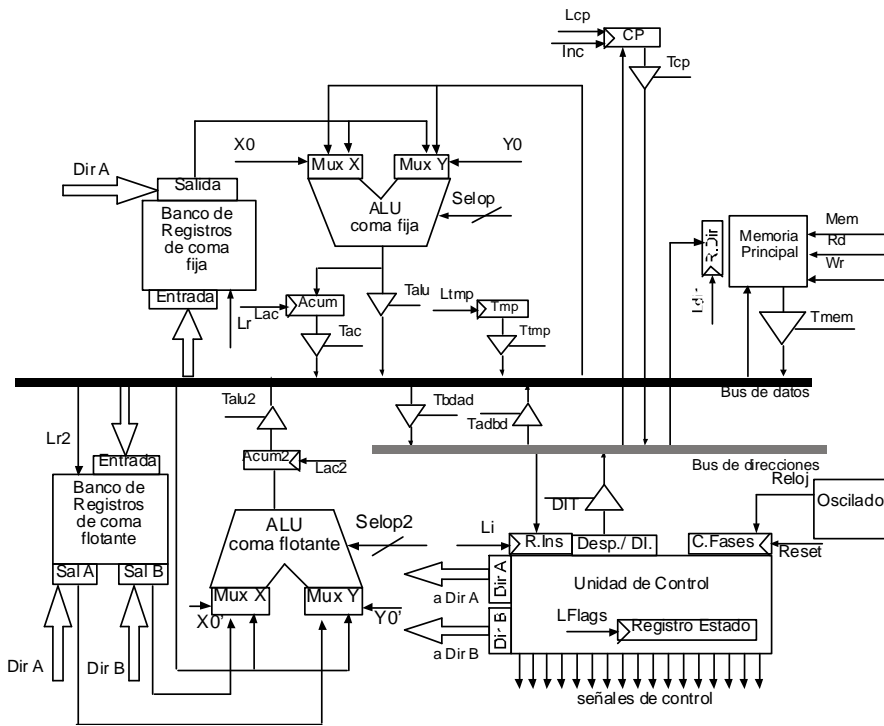 Lcp
CP
Inc
Tcp
X0
Y0
Mux X
Mux Y
Dir A
Salida
Selop
ALU
coma fija
Banco de
Registros
de coma
fija
R.Dir
Memoria
Principal
Mem
Rd
Wr
Entrada
Lr
Lac
Acum
Talu
Ltmp
Tmp
Ldir
Tac
Ttmp
Tmem
Bus de datos
Talu2
Tbdad
Tadbd
Lr2
Entrada
Acum2
Lac2
Bus de direcciones
Banco de
Registros
de coma
flotante
ALU
coma flotante
Selop2
Li
DIT
Reloj
Oscilado
R.Ins
Desp./ DI.
C.Fases
Reset
Sal A
Sal B
Mux X
Mux Y
X0'
Y0'
a Dir A
Dir A
Unidad de Control
Dir B
LFlags
Registro Estado
Dir A
Dir B
a Dir B
señales de control